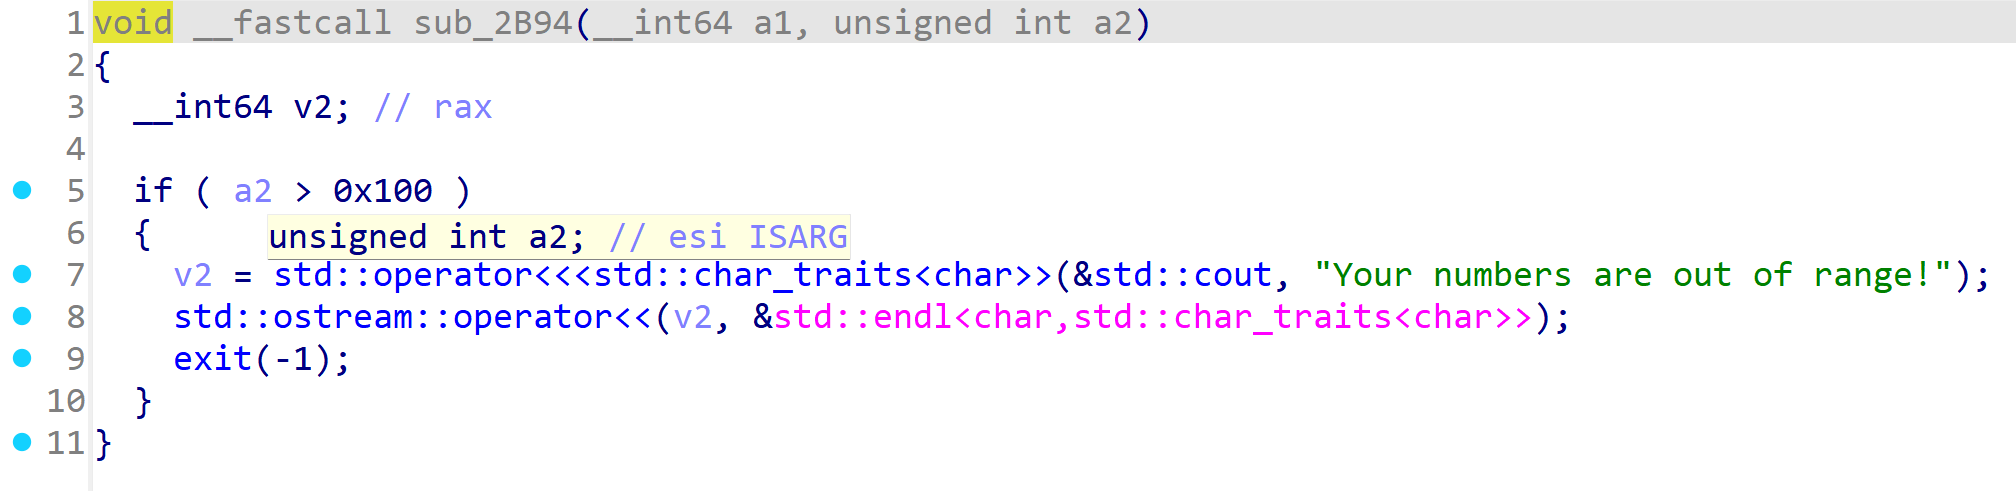 1 void __fastcall sub_2B94(__int64 a1, unsigned int a2)
2 {
3 __int64 v2; // rax
4
5 if ( a2 > 0x100 )
6 {
unsigned int a2; // esi ISARG
7 v2 = std::operator<<<std::char_traits<char>>(&std::cout, "Your numbers are out of range!");
8 std::ostream::operator<<(v2, &std::endl<char,std::char_traits<char>>);
9 exit(-1);
10 }
11 }